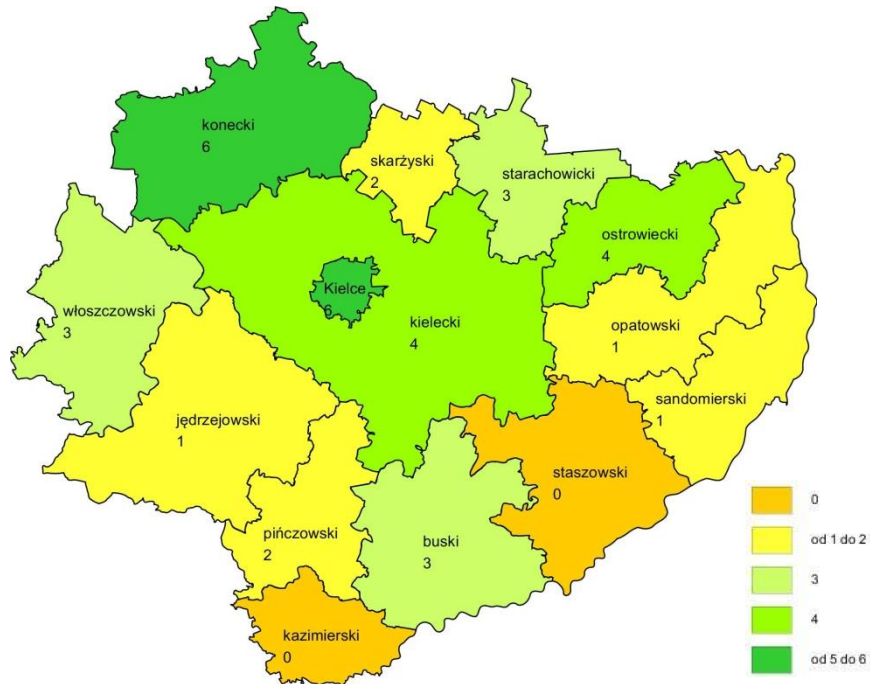 konecki
6
skarżyski
2
starachowicki
3
ostrowiecki
4
Kielce
6
włoszczowski
3
kielecki
4
opatowski
1
sandomierski
1
jędrzejowski
1
staszowski
0
pińczowski
2
buski
3
kazimierski
0
0
od 1 do 2
3
4
od 5 do 6